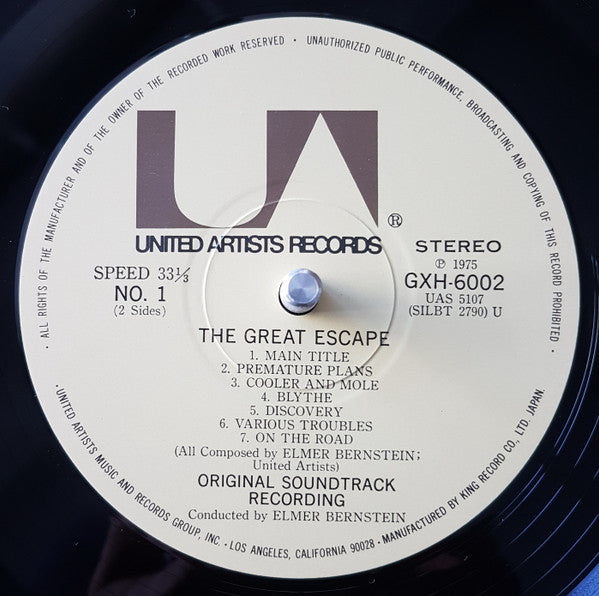 · ALL RIGHTS OF THE MANUFACTURER AND OF THE OWNER OF THE RECORDED WORK RESERVED · UNAUTHORIZED PUBLIC PERFORMANCE, BROADCASTING AND COPYING OF THIS RECORD PROHIBITED ·
UA
®
UNITED ARTISTS RECORDS
STEREO
SPEED 33⅓
NO. 1
(2 Sides)
℗ 1975
GXH-6002
UAS 5107
(SILBT 2790) U
THE GREAT ESCAPE
1. MAIN TITLE
2. PREMATURE PLANS
3. COOLER AND MOLE
4. BLYTHE
5. DISCOVERY
6. VARIOUS TROUBLES
7. ON THE ROAD
(All Composed by ELMER BERNSTEIN;
United Artists)
ORIGINAL SOUNDTRACK
RECORDING
Conducted by ELMER BERNSTEIN
· UNITED ARTISTS MUSIC AND RECORDS GROUP, INC. · LOS ANGELES, CALIFORNIA 90028 · MANUFACTURED BY KING RECORD CO., LTD. JAPAN.